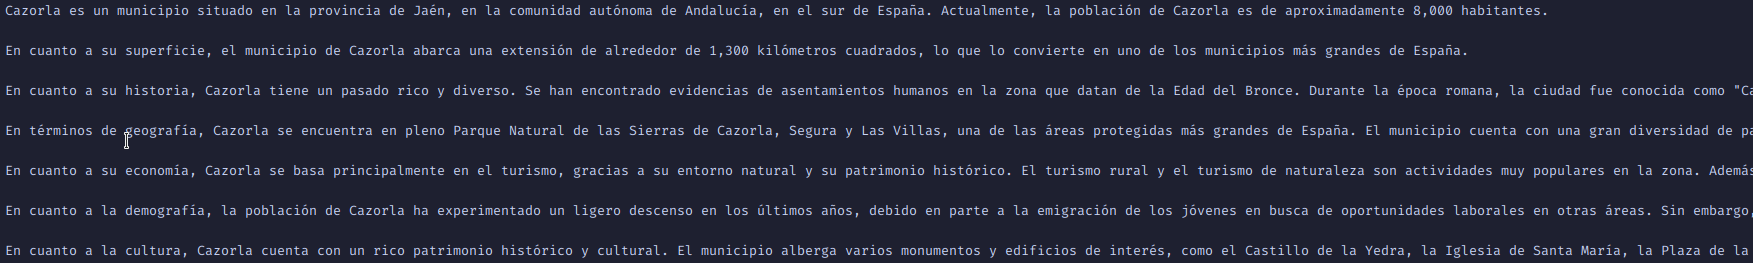 Cazorla es un municipio situado en la provincia de Jaén, en la comunidad autónoma de Andalucía, en el sur de España. Actualmente, la población de Cazorla es de aproximadamente 8,000 habitantes.
En cuanto a su superficie, el municipio de Cazorla abarca una extensión de alrededor de 1,300 kilómetros cuadrados, lo que lo convierte en uno de los municipios más grandes de España.
En cuanto a su historia, Cazorla tiene un pasado rico y diverso. Se han encontrado evidencias de asentamientos humanos en la zona que datan de la Edad del Bronce. Durante la época romana, la ciudad fue conocida como "Ca
En términos de geografía, Cazorla se encuentra en pleno Parque Natural de las Sierras de Cazorla, Segura y Las Villas, una de las áreas protegidas más grandes de España. El municipio cuenta con una gran diversidad de pa
En cuanto a su economía, Cazorla se basa principalmente en el turismo, gracias a su entorno natural y su patrimonio histórico. El turismo rural y el turismo de naturaleza son actividades muy populares en la zona. Además
En cuanto a la demografía, la población de Cazorla ha experimentado un ligero descenso en los últimos años, debido en parte a la emigración de los jóvenes en busca de oportunidades laborales en otras áreas. Sin embargo,
En cuanto a la cultura, Cazorla cuenta con un rico patrimonio histórico y cultural. El municipio alberga varios monumentos y edificios de interés, como el Castillo de la Yedra, la Iglesia de Santa María, la Plaza de la